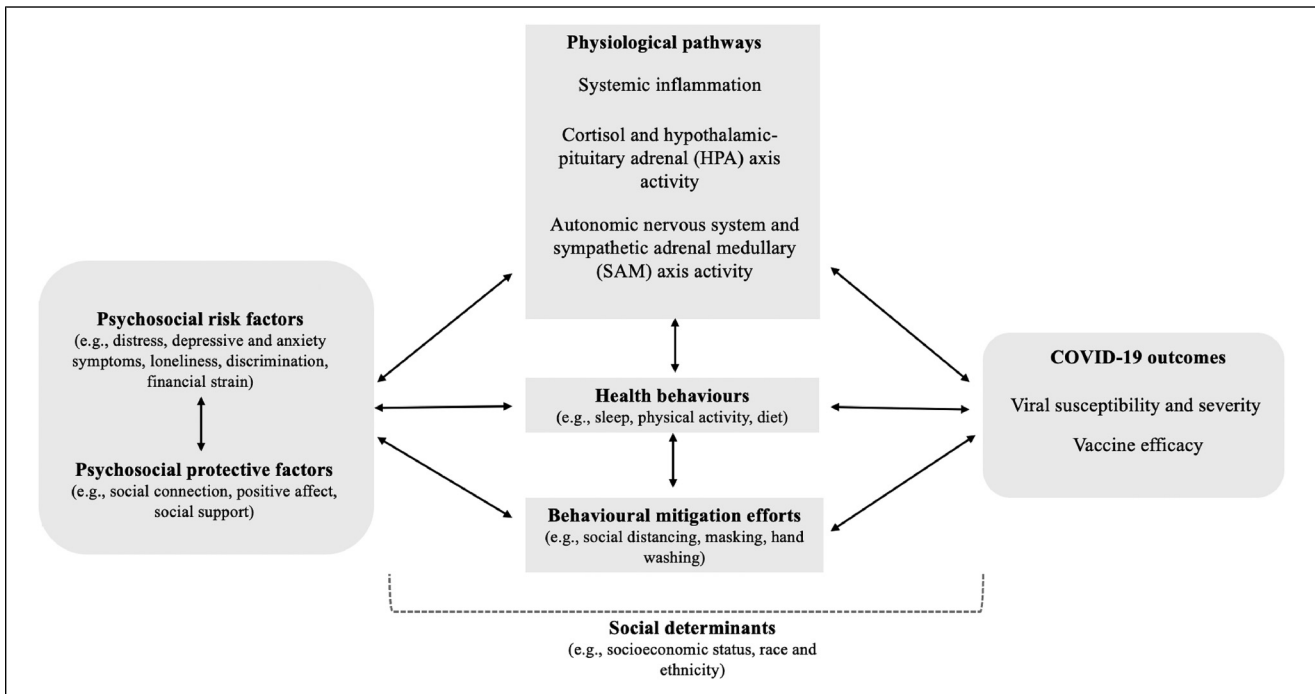 Physiological pathways
Systemic inflammation
Cortisol and hypothalamic-
pituitary adrenal (HPA) axis
activity
Autonomic nervous system and
sympathetic adrenal medullary
(SAM) axis activity
Psychosocial risk factors
(e.g., distress, depressive and anxiety
symptoms, loneliness, discrimination,
financial strain)
Psychosocial protective factors
(e.g., social connection, positive affect,
social support)
Health behaviours
(e.g., sleep, physical activity, diet)
Behavioural mitigation efforts
(e.g., social distancing, masking, hand
washing)
COVID-19 outcomes
Viral susceptibility and severity
Vaccine efficacy
Social determinants
(e.g., socioeconomic status, race and
ethnicity)